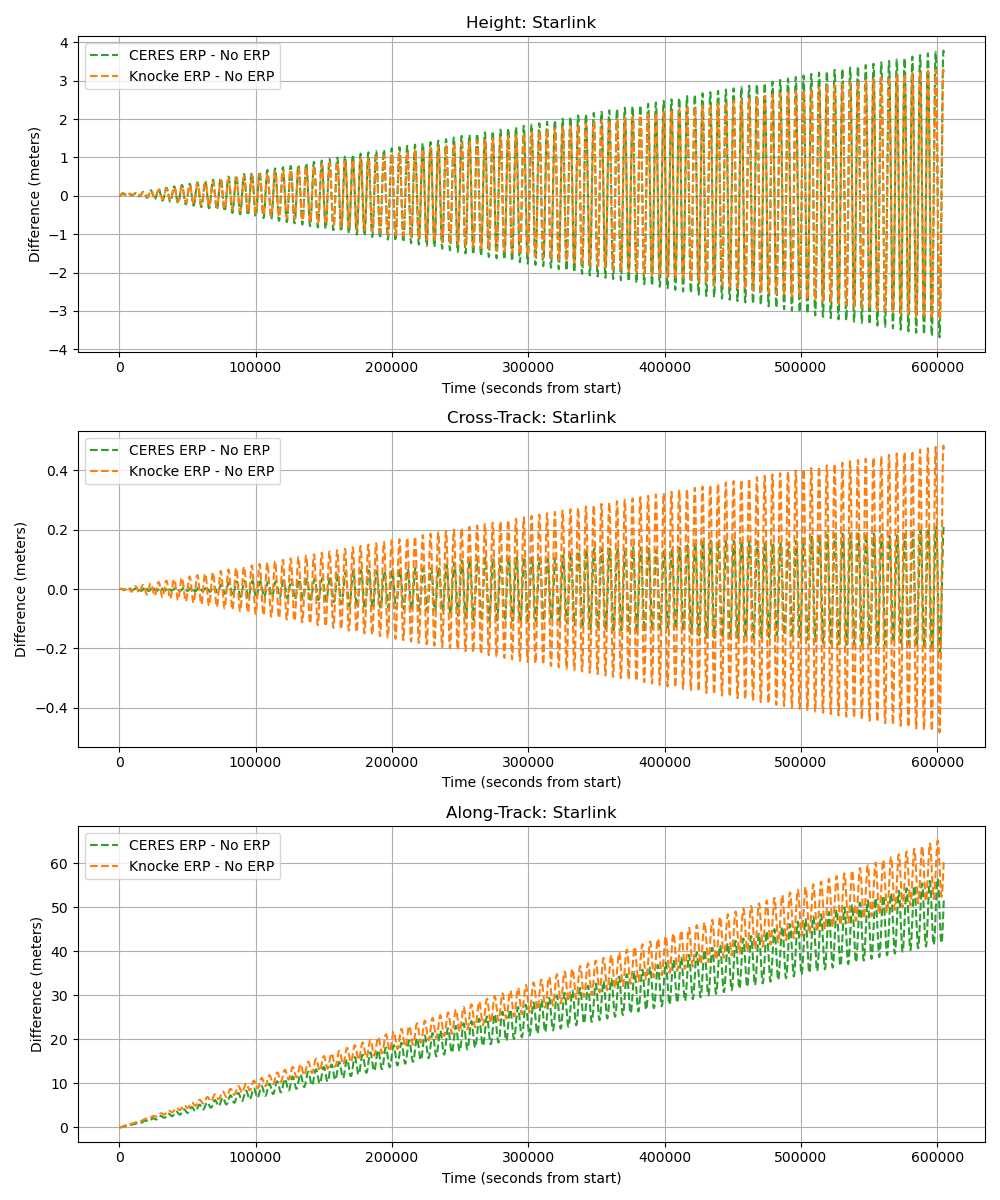 Height: Starlink
CERES ERP - No ERP
Knocke ERP - No ERP
Difference (meters)
4
3
2
1
0
−1
−2
−3
−4
0 100000 200000 300000 400000 500000 600000
Time (seconds from start)
Cross-Track: Starlink
CERES ERP - No ERP
Knocke ERP - No ERP
Difference (meters)
0.4
0.2
0.0
−0.2
−0.4
0 100000 200000 300000 400000 500000 600000
Time (seconds from start)
Along-Track: Starlink
CERES ERP - No ERP
Knocke ERP - No ERP
Difference (meters)
60
50
40
30
20
10
0
0 100000 200000 300000 400000 500000 600000
Time (seconds from start)